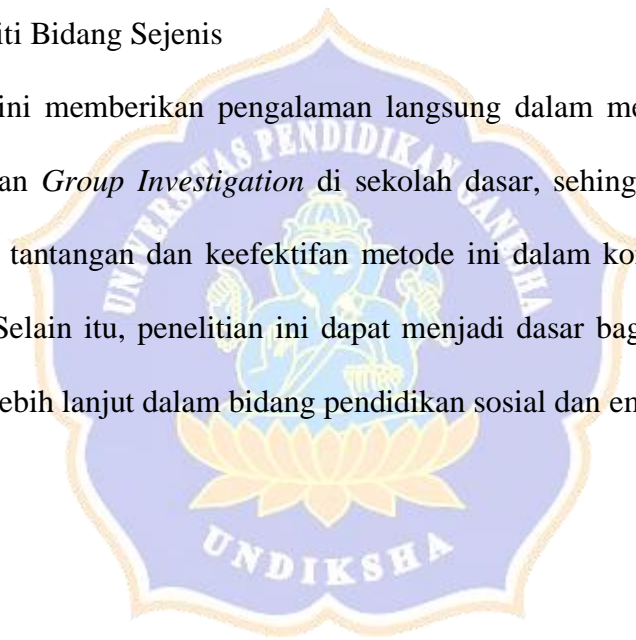 iti Bidang Sejenis
ini memberikan pengalaman langsung dalam me
an Group Investigation di sekolah dasar, sehing
tantangan dan keefektifan metode ini dalam ko
Selain itu, penelitian ini dapat menjadi dasar bag
ebih lanjut dalam bidang pendidikan sosial dan e
UNIVERSITAS PENDIDIKAN GANESHA
UNDIKSHA